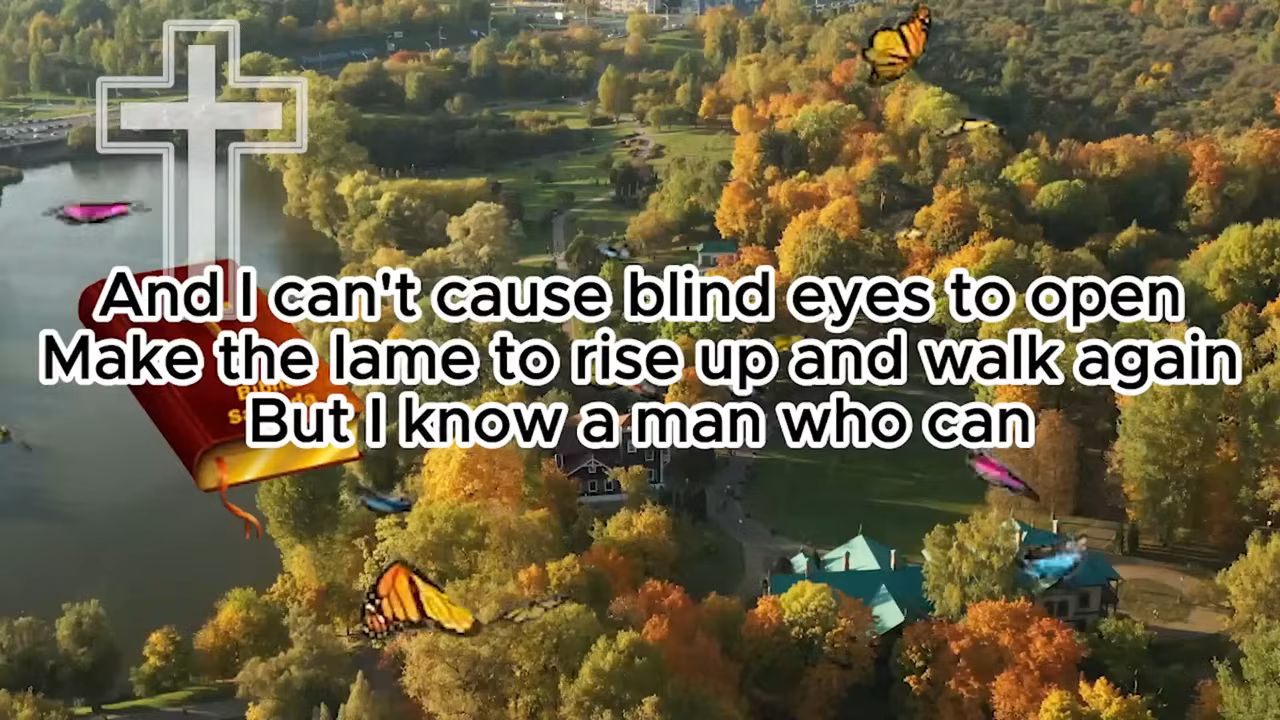 And I can't cause blind eyes to open
Make the lame to rise up and walk again
But I know a man who can